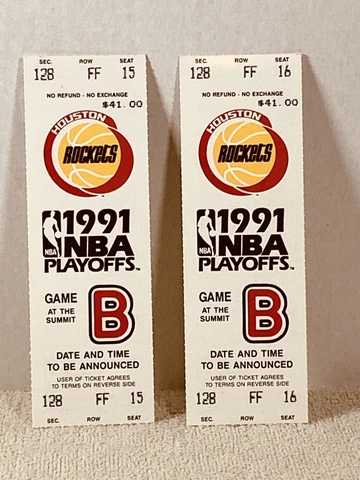 SEC. ROW SEAT
128 FF 15
NO REFUND - NO EXCHANGE
$41.00
HOUSTON
ROCKETS
1991
NBA
NBA
PLAYOFFS™
GAME
AT THE
SUMMIT
B
DATE AND TIME
TO BE ANNOUNCED
USER OF TICKET AGREES
TO TERMS ON REVERSE SIDE
128 FF 15
SEC. ROW SEAT
SEC. ROW SEAT
128 FF 16
NO REFUND - NO EXCHANGE
$41.00
HOUSTON
ROCKETS
1991
NBA
NBA
PLAYOFFS™
GAME
AT THE
SUMMIT
B
DATE AND TIME
TO BE ANNOUNCED
USER OF TICKET AGREES
TO TERMS ON REVERSE SIDE
128 FF 16
SEC. ROW SEAT